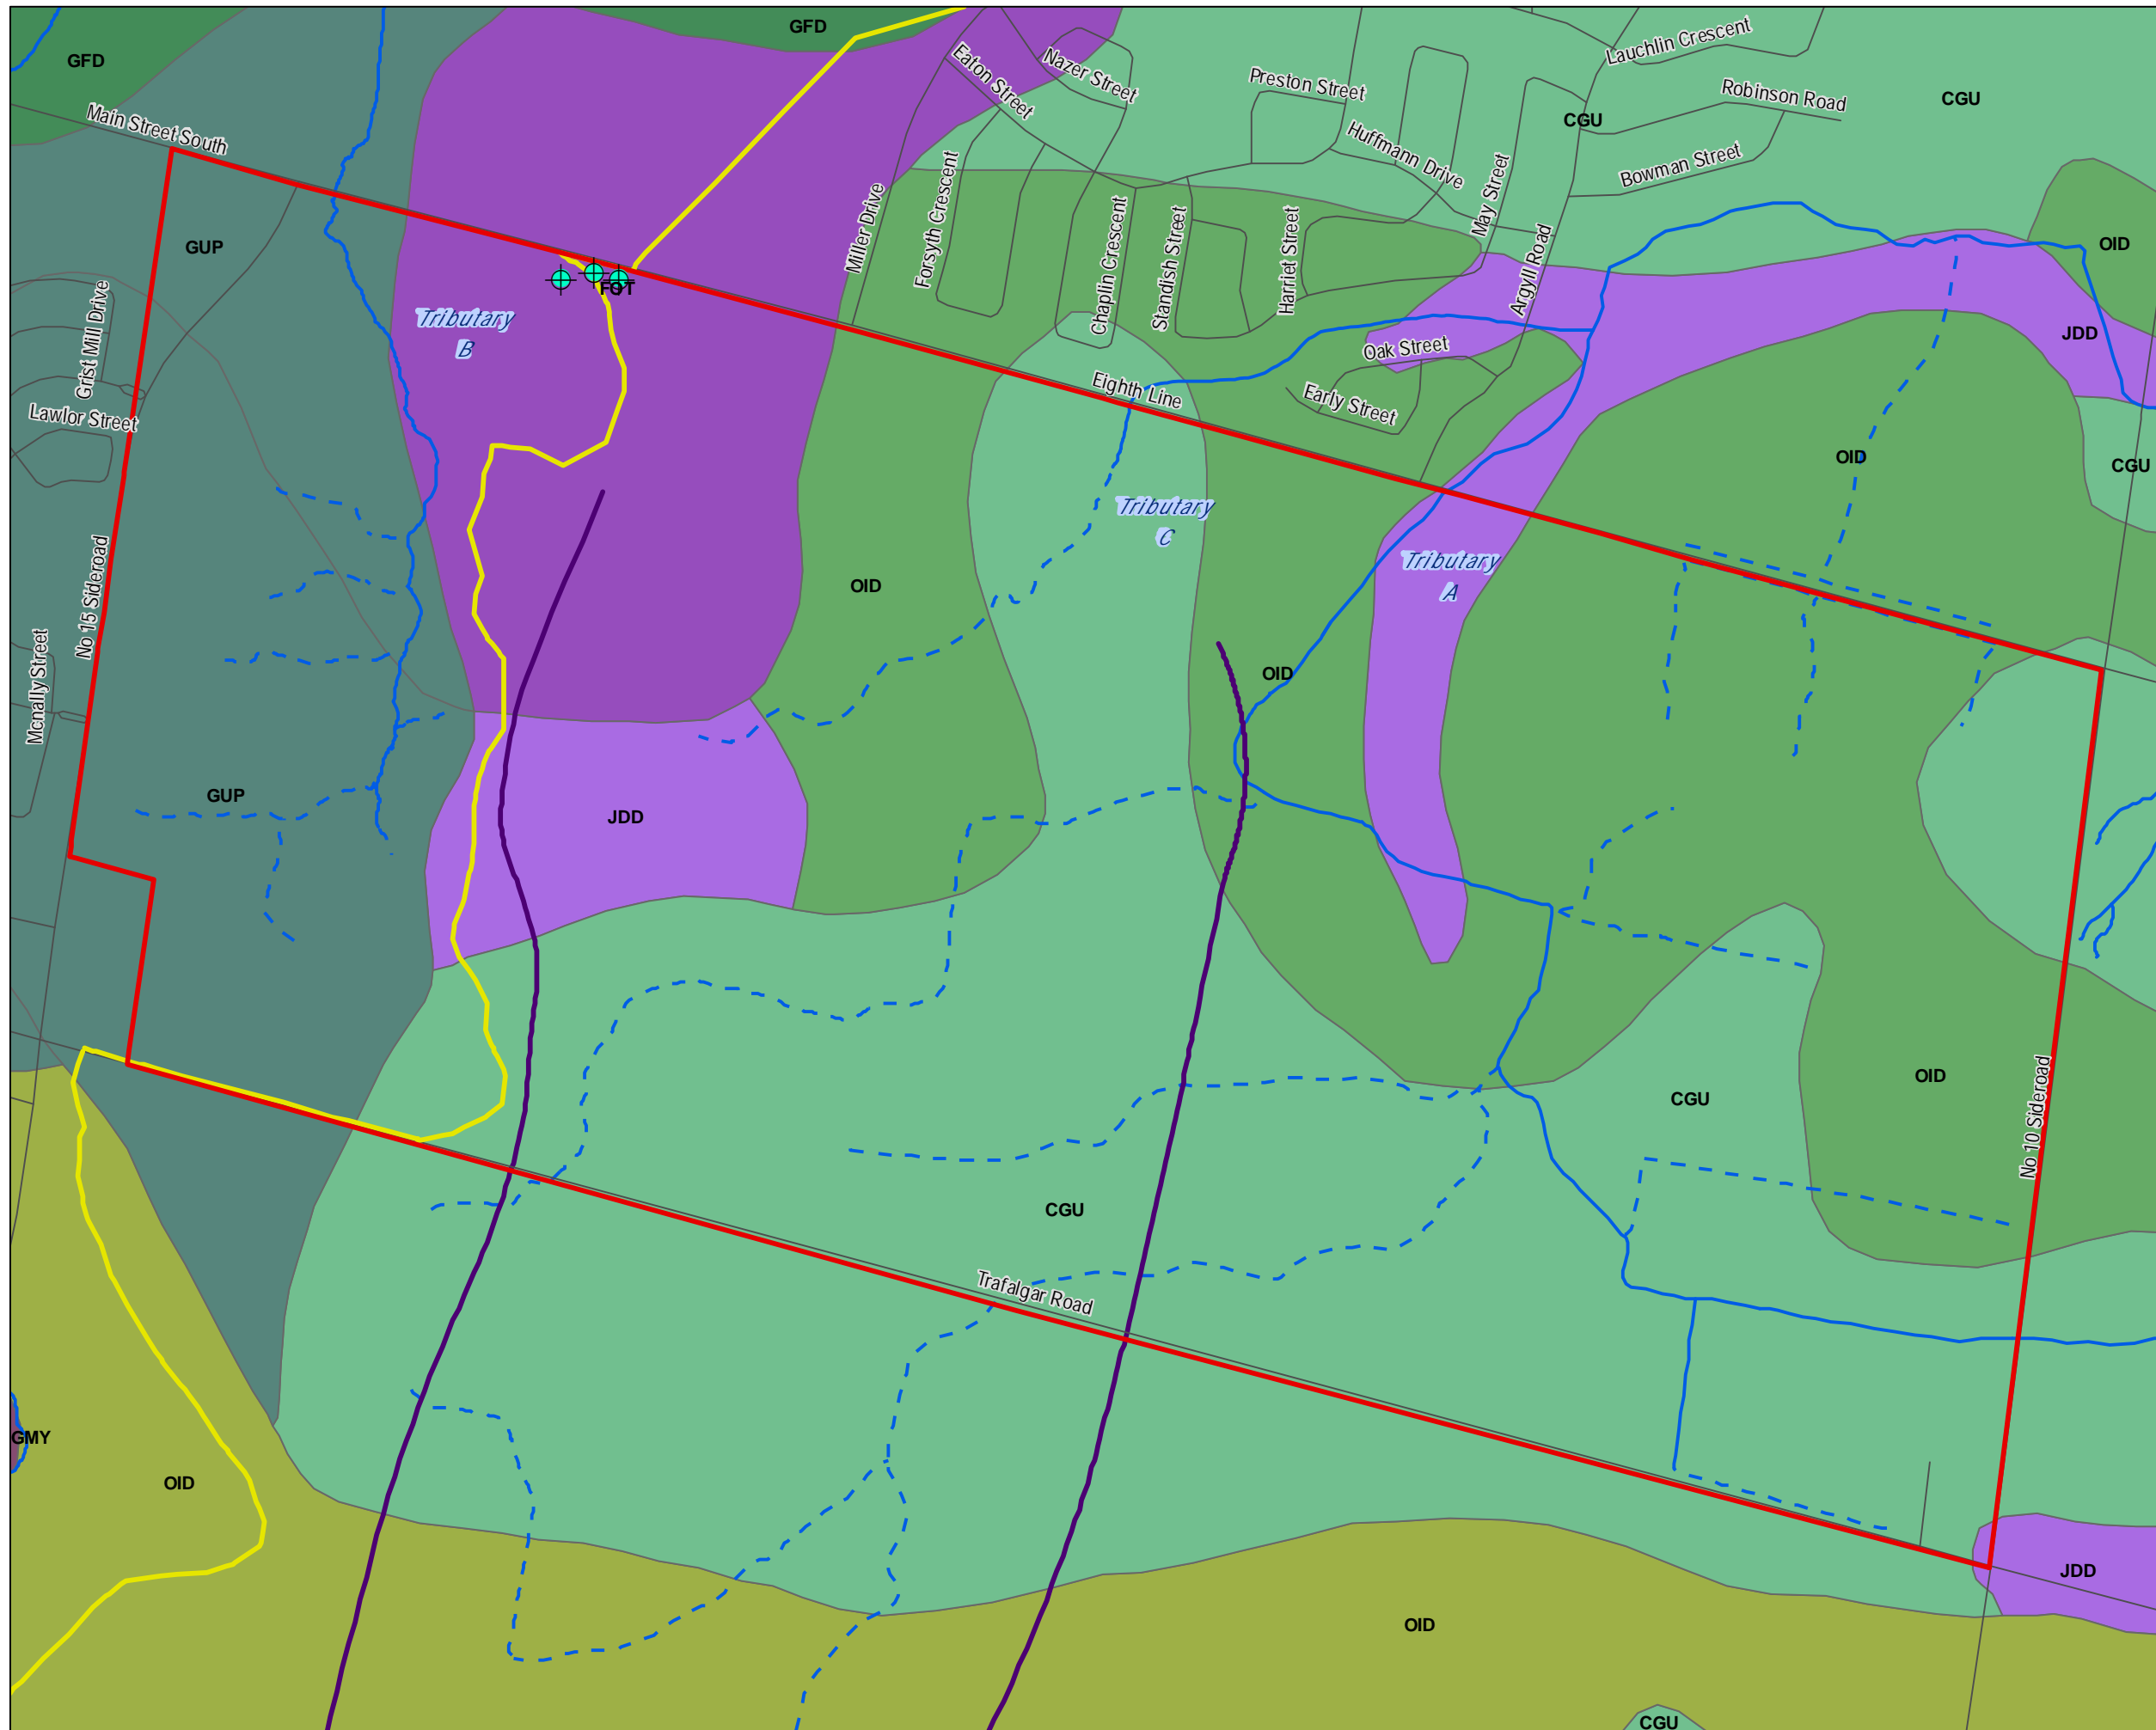 GFD
GFD
Main Street South
Eaton Street
Nazer Street
Preston Street
Lauchlin Crescent
Robinson Road
CGU
CGU
Huffmann Drive
Bowman Street
May Street
GUP
Miller Drive
Forsyth Crescent
Chaplin Crescent
Standish Street
Harriet Street
Argyll Road
OID
Tributary
B
Grist Mill Drive
Lawlor Street
Oak Street
JDD
Eighth Line
Early Street
OID
CGU
Tributary
C
Tributary
A
No 15 Sideroad
OID
Mcnally Street
OID
GUP
JDD
OID
CGU
No 10 Sideroad
CGU
Trafalgar Road
GMY
OID
JDD
OID
CGU